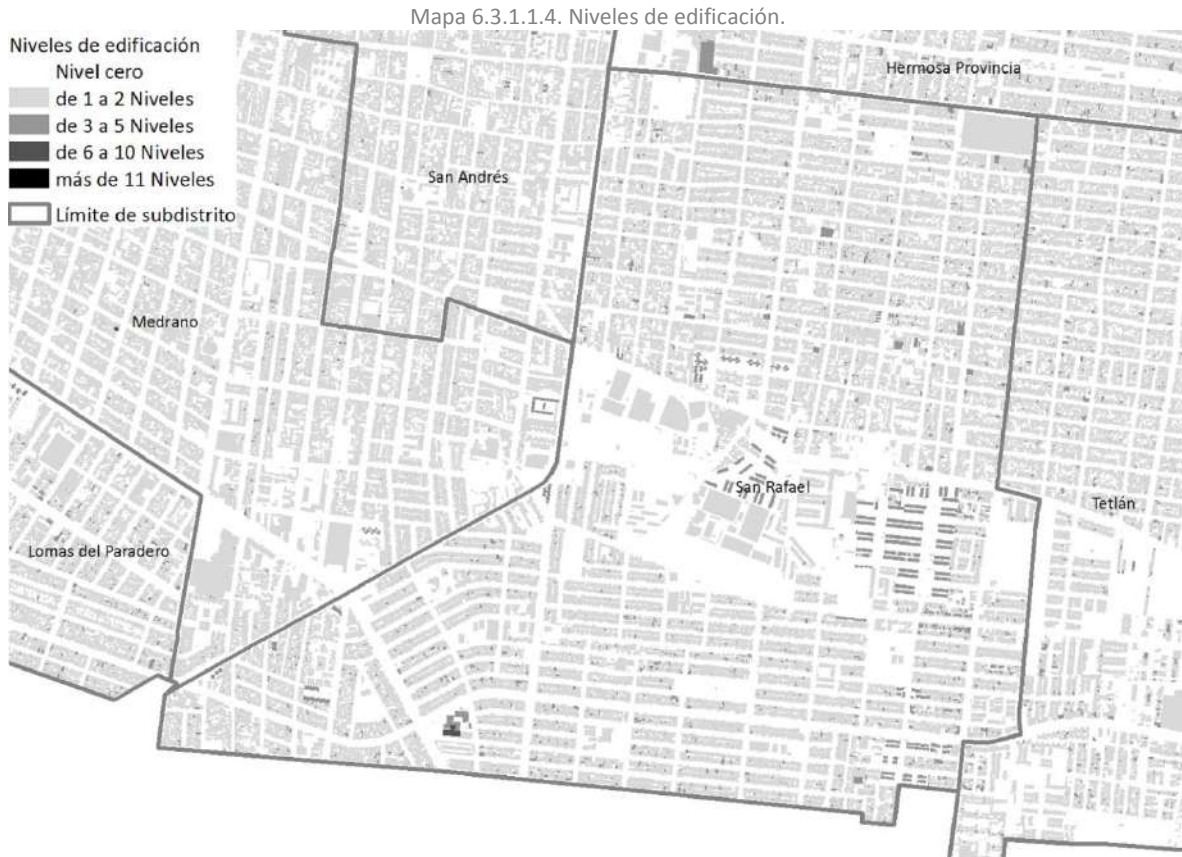 Mapa 6.3.1.1.4. Niveles de edificación.
Niveles de edificación
Nivel cero
de 1 a 2 Niveles
de 3 a 5 Niveles
de 6 a 10 Niveles
más de 11 Niveles
Límite de subdistrito
Hermosa Provincia
San Andrés
Medrano
San Rafael
Tetlán
Lomas del Paradero